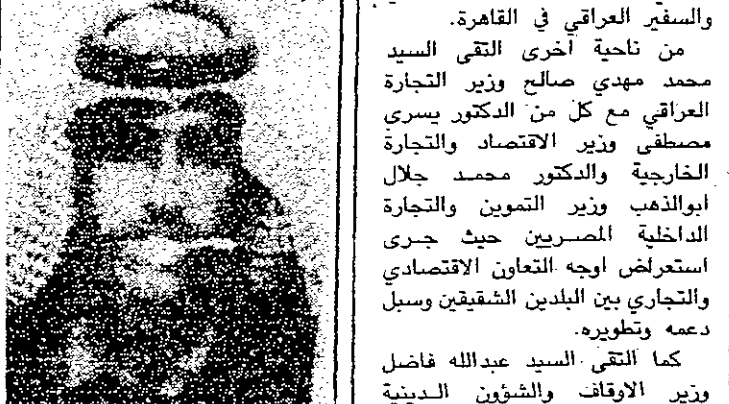 والسفير العراقي في القاهرة.
من ناحية اخرى التقى السيد
محمد مهدي صالح وزير التجارة
العراقي مع كل من الدكتور يسري
مصطفى وزير الاقتصاد والتجارة
الخارجية والدكتور محمد جلال
ابوالذهب وزير التموين والتجارة
الداخلية المصريين حيث جرى
استعراض اوجه التعاون الاقتصادي
والتجاري بين البلدين الشقيقين وسبل
دعمه وتطويره.
كما التقى السيد عبدالله فاضل
وزير الاوقاف والشؤون الدينية